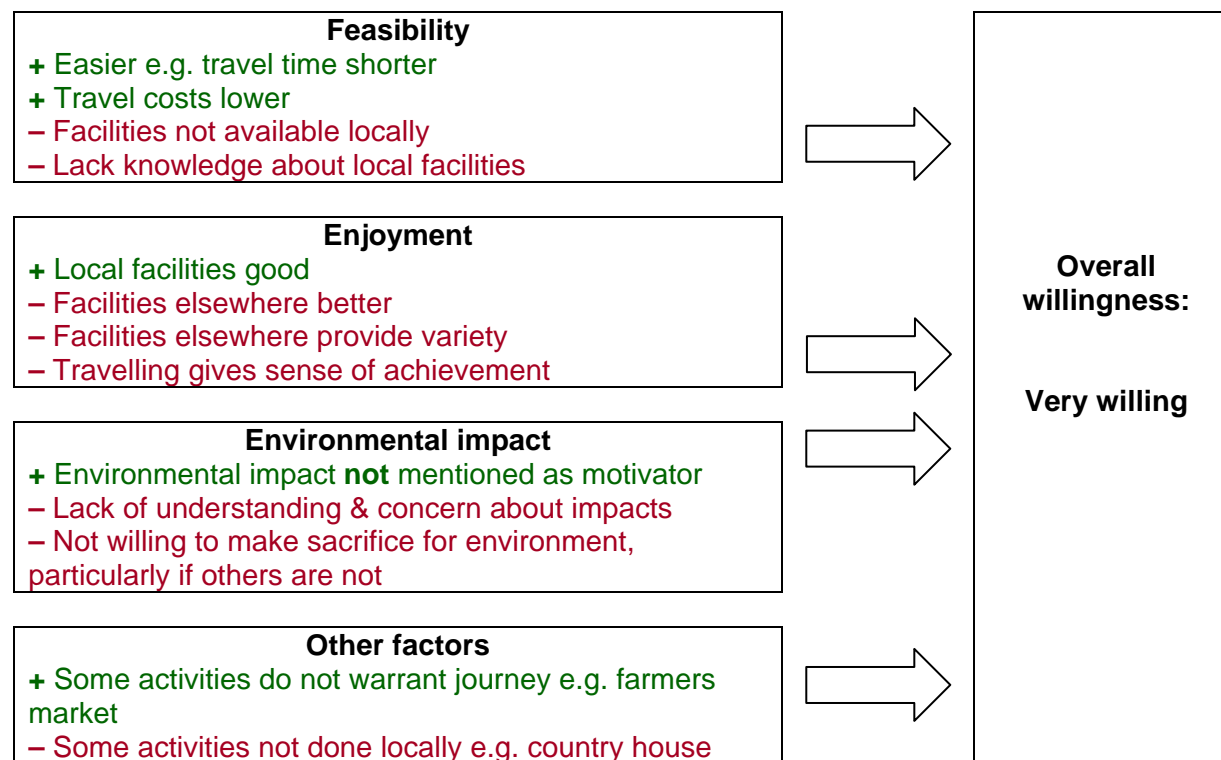 Feasibility
+ Easier e.g. travel time shorter
+ Travel costs lower
– Facilities not available locally
– Lack knowledge about local facilities
Enjoyment
+ Local facilities good
– Facilities elsewhere better
– Facilities elsewhere provide variety
– Travelling gives sense of achievement
Environmental impact
+ Environmental impact not mentioned as motivator
– Lack of understanding & concern about impacts
– Not willing to make sacrifice for environment,
particularly if others are not
Other factors
+ Some activities do not warrant journey e.g. farmers
market
– Some activities not done locally e.g. country house
Overall
willingness:
Very willing